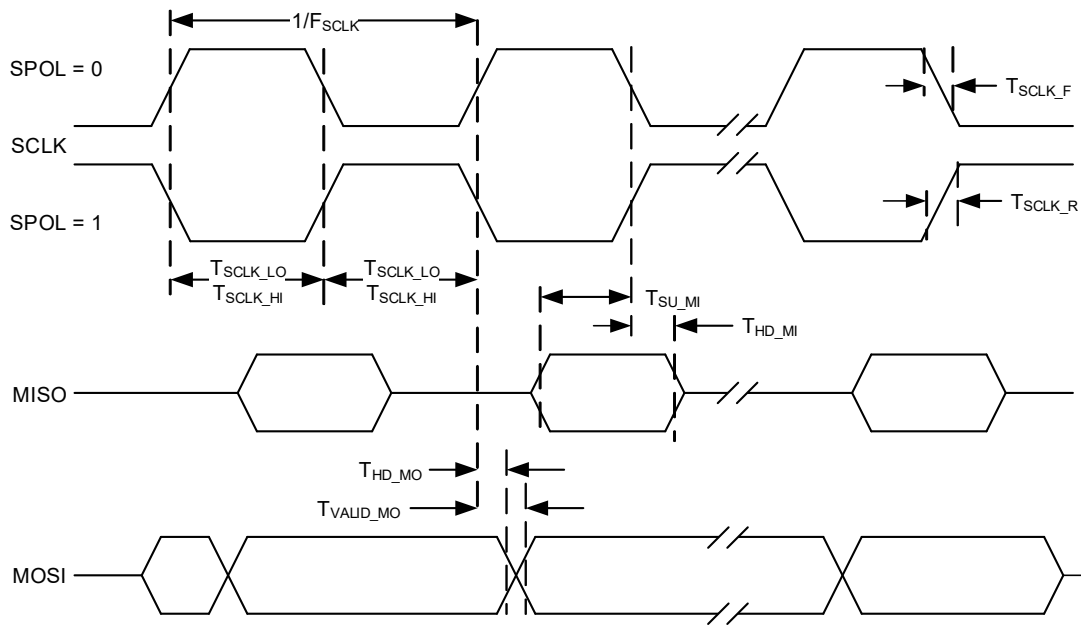 1/FSCLK
SPOL = 0
TSCLK_F
SCLK
SPOL = 1
TSCLK_R
TSCLK_LO TSCLK_LO
TSCLK_HI TSCLK_HI
TSU_MI
THD_MI
MISO
THD_MO
TVALID_MO
MOSI